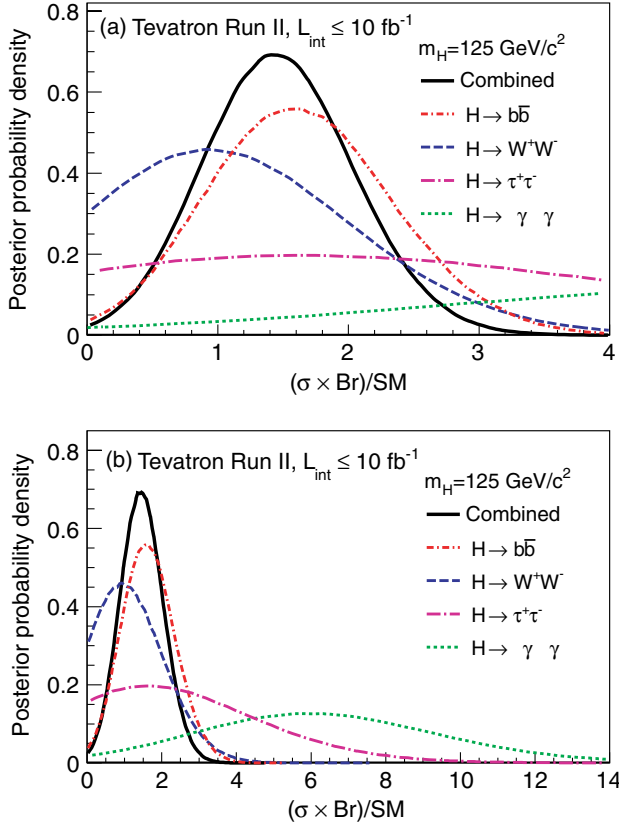 (a) Tevatron Run II, L_int ≤ 10 fb⁻¹
m_H=125 GeV/c²
Combined
H→ bb̅
H→ W⁺W⁻
H→ τ⁺τ⁻
H→ γ γ
Posterior probability density
0.8
0.6
0.4
0.2
0
0 1 2 3 4
(σ × Br)/SM
(b) Tevatron Run II, L_int ≤ 10 fb⁻¹
m_H=125 GeV/c²
Combined
H→ bb̅
H→ W⁺W⁻
H→ τ⁺τ⁻
H→ γ γ
Posterior probability density
0.8
0.6
0.4
0.2
0
0 2 4 6 8 10 12 14
(σ × Br)/SM